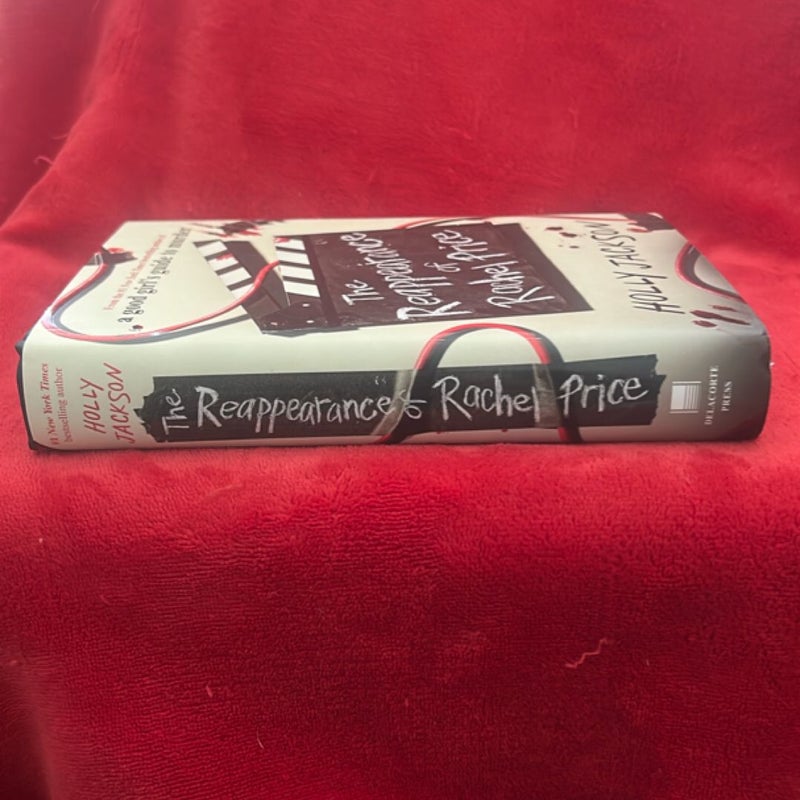 a good girl's guide to murder
The
Reappearance
of
Rachel Price
HOLLY JACKSON
#1 New York Times
bestselling author
HOLLY
JACKSON
The Reappearance of Rachel Price
DELACORTE
PRESS